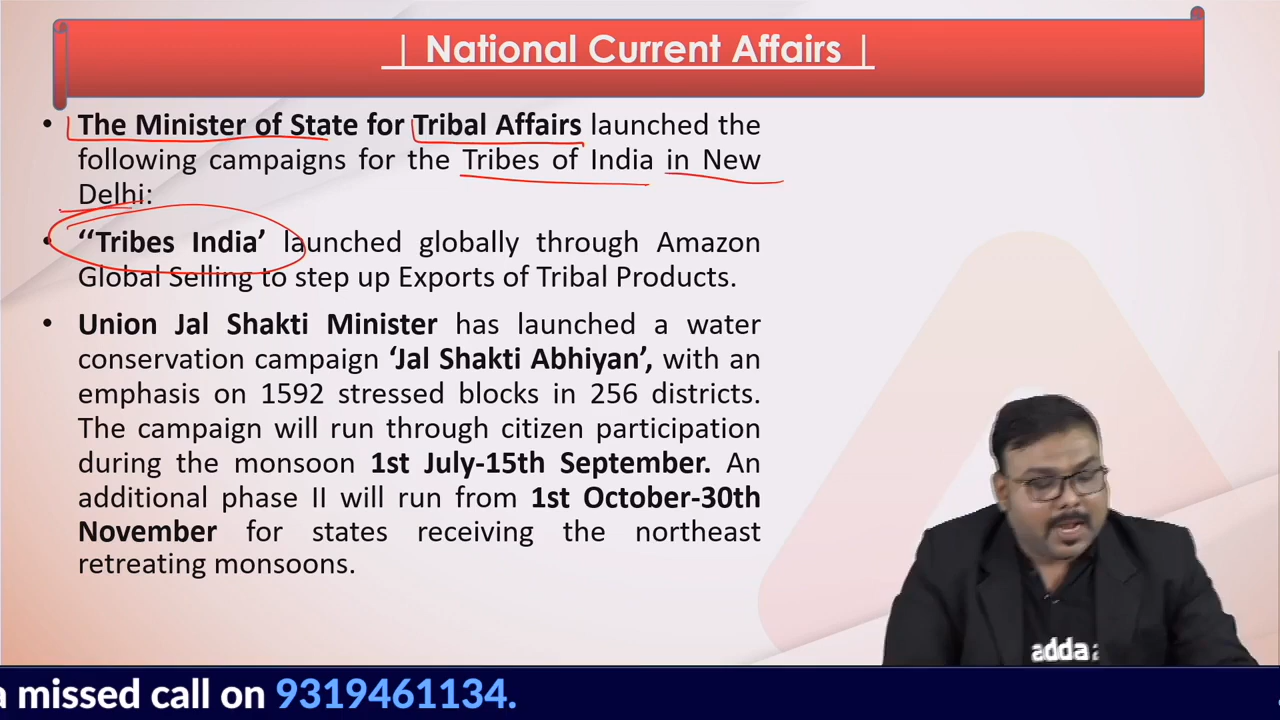 | National Current Affairs |
• The Minister of State for Tribal Affairs launched the
following campaigns for the Tribes of India in New
Delhi:
• “Tribes India’ launched globally through Amazon
Global Selling to step up Exports of Tribal Products.
• Union Jal Shakti Minister has launched a water
conservation campaign ‘Jal Shakti Abhiyan’, with an
emphasis on 1592 stressed blocks in 256 districts.
The campaign will run through citizen participation
during the monsoon 1st July-15th September. An
additional phase II will run from 1st October-30th
November for states receiving the northeast
retreating monsoons.
adda
a missed call on 9319461134.